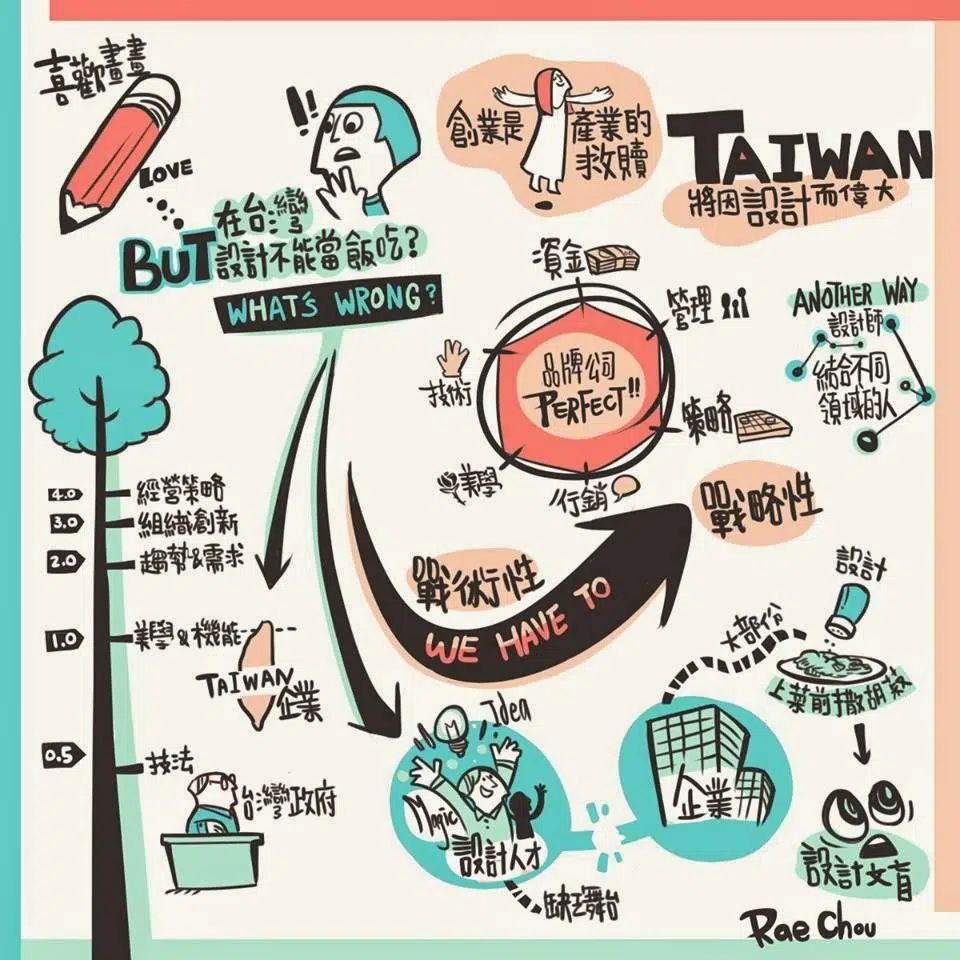 喜歡畫畫
LOVE
!!
BUT
在台灣
設計不能當飯吃?
WHAT'S WRONG?
創業是
產業的
救贖
TAIWAN
將因設計而偉大
資金
管理
技術
品牌公司
PERFECT!!
策略
美學
行銷
ANOTHER WAY
設計師
結合不同
領域的人
4.0 經營策略
3.0 組織創新
2.0 趨勢&需求
1.0 美學&機能
TAIWAN
企業
0.5 技法
台灣政府
戰術性
WE HAVE TO
戰略性
Idea
Magic
設計人才
缺乏舞台
企業
大部份
設計
上菜前撒胡荽
設計文盲
Rae Chou